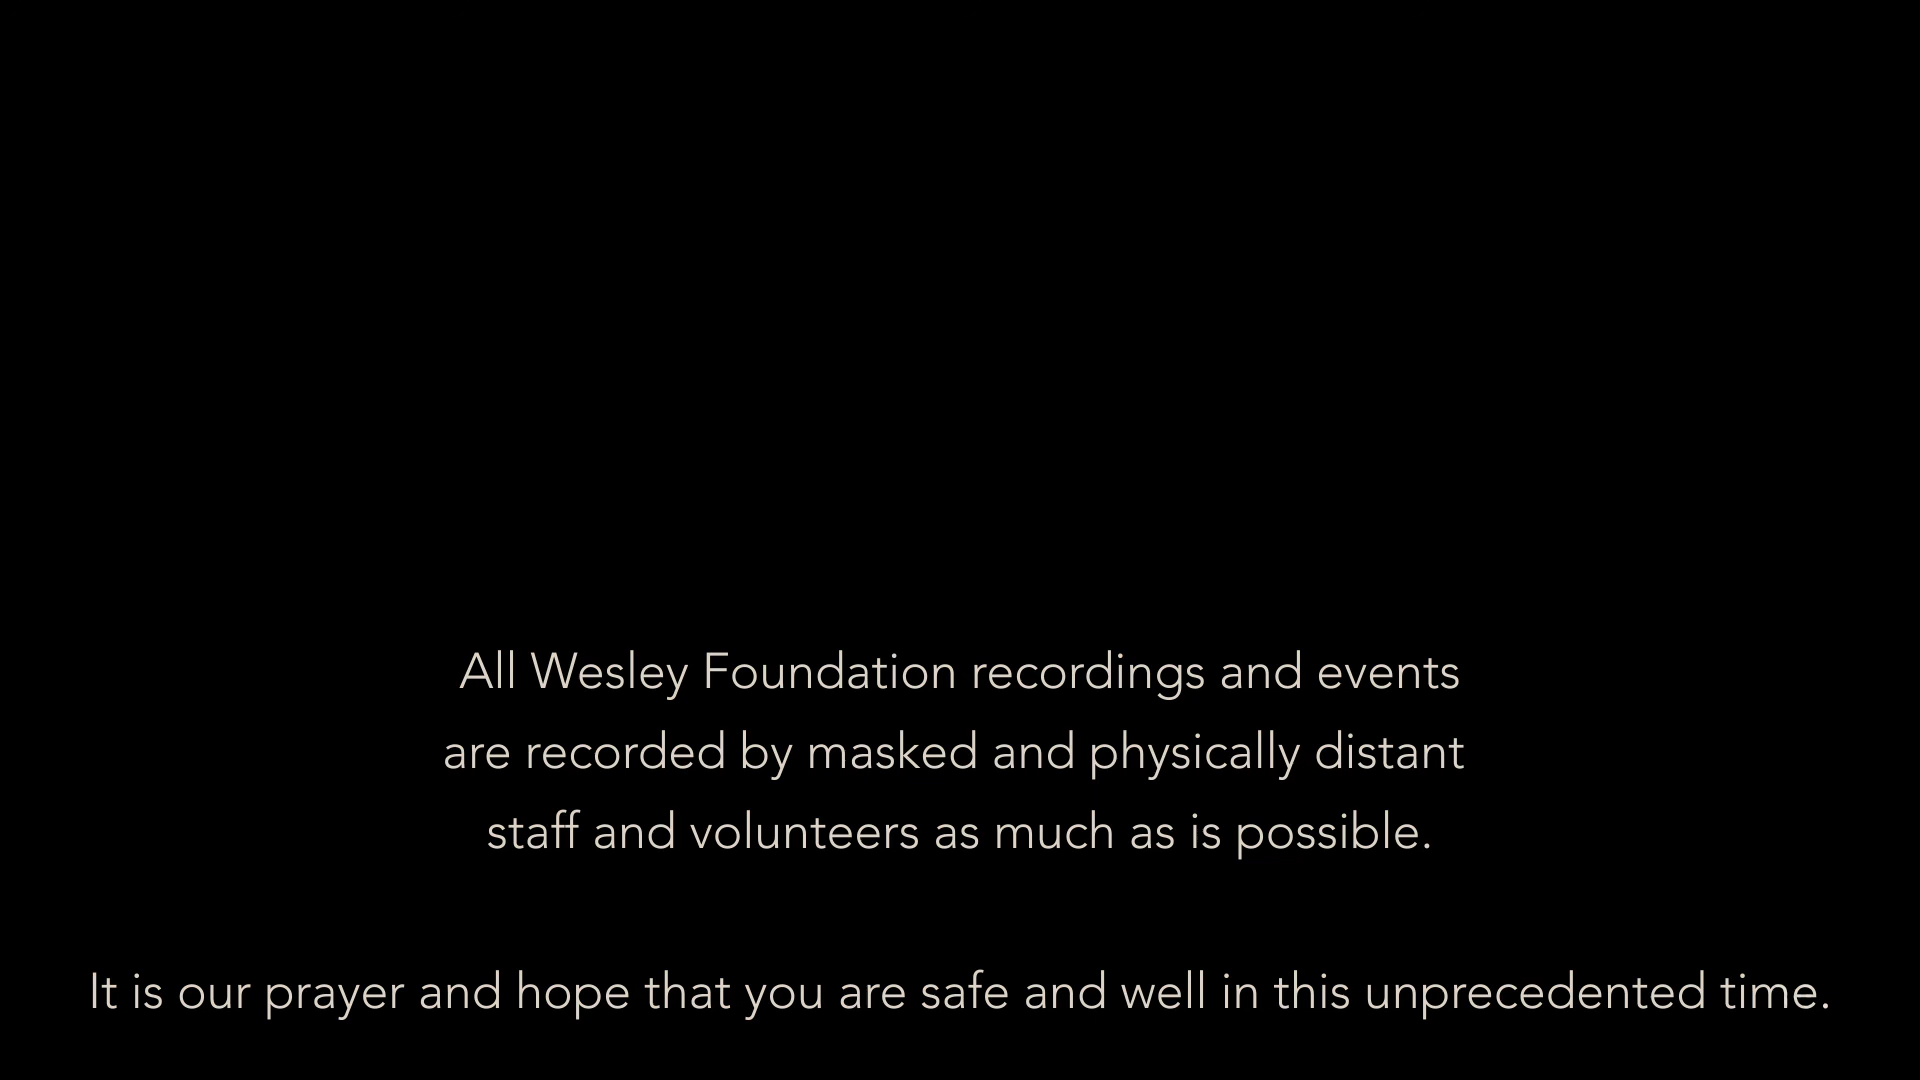 All Wesley Foundation recordings and events
are recorded by masked and physically distant
staff and volunteers as much as is possible.
It is our prayer and hope that you are safe and well in this unprecedented time.